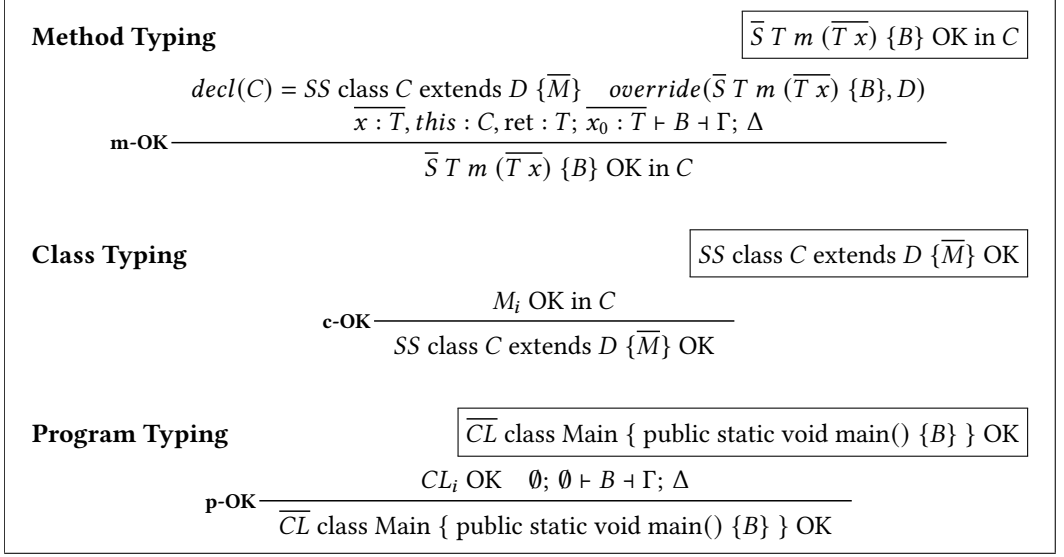 Method Typing S̅ T m (T̅ x̅) {B} OK in C
decl(C) = SS class C extends D {M̅} override(S̅ T m (T̅ x̅) {B}, D)
x̅ ̅:̅ ̅T̅, this : C, ret : T; x̅₀̅ ̅:̅ ̅T̅ ⊢ B ⊣ Γ; Δ
m-OK
S̅ T m (T̅ x̅) {B} OK in C
Class Typing SS class C extends D {M̅} OK
Mᵢ OK in C
c-OK
SS class C extends D {M̅} OK
Program Typing C̅L̅ class Main { public static void main() {B} } OK
CLᵢ OK ∅; ∅ ⊢ B ⊣ Γ; Δ
p-OK
C̅L̅ class Main { public static void main() {B} } OK